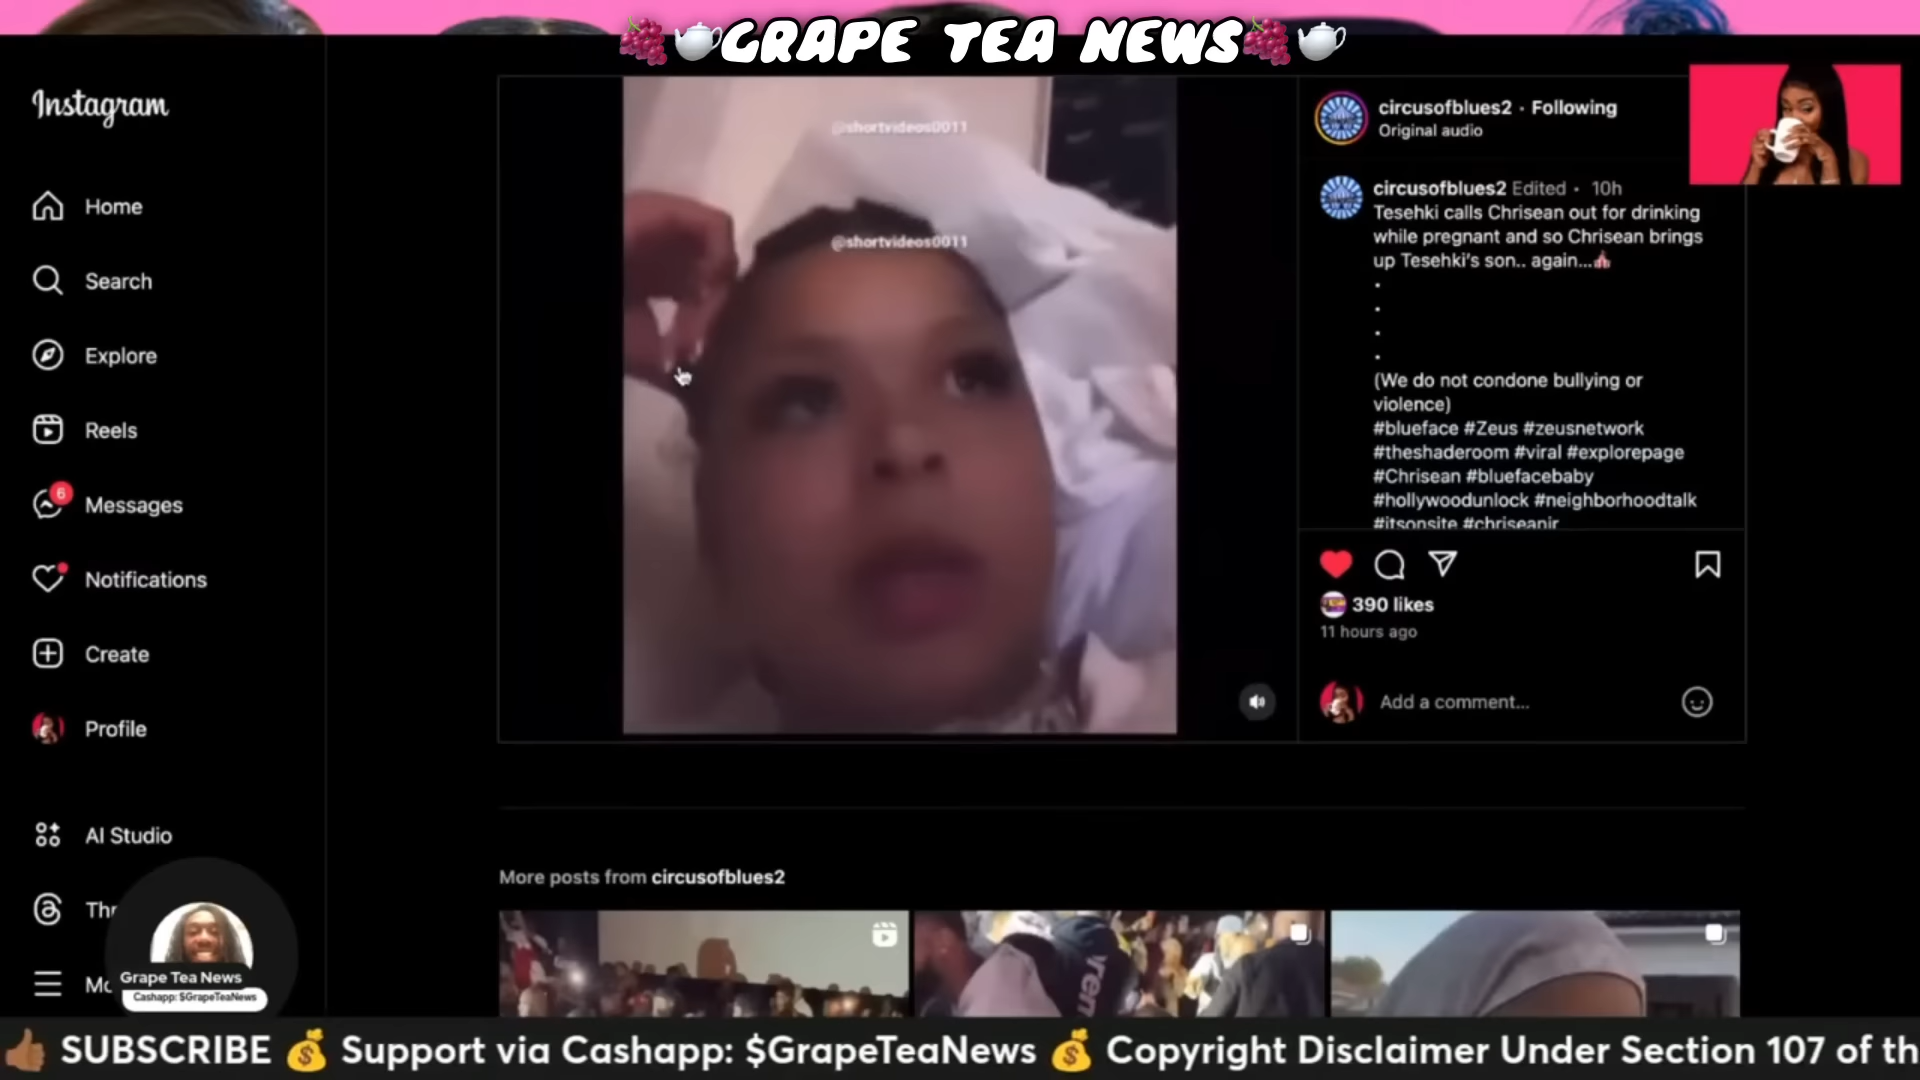 GRAPE TEA NEWS
Instagram
Home
Search
Explore
Reels
6
Messages
Notifications
Create
Profile
AI Studio
@shortvideos0011
@shortvideos0011
circusofblues2 • Following
Original audio
circusofblues2 Edited • 10h
Tesehki calls Chrisean out for drinking
while pregnant and so Chrisean brings
up Tesehki's son.. again...
.
.
.
.
(We do not condone bullying or
violence)
#blueface #Zeus #zeusnetwork
#theshaderoom #viral #explorepage
#Chrisean #bluefacebaby
#hollywoodunlock #neighborhoodtalk
#itsonsite #chriseanjr
390 likes
11 hours ago
Add a comment...
More posts from circusofblues2
Grape Tea News
Cashapp: $GrapeTeaNews
SUBSCRIBE 💰 Support via Cashapp: $GrapeTeaNews 💰 Copyright Disclaimer Under Section 107 of th